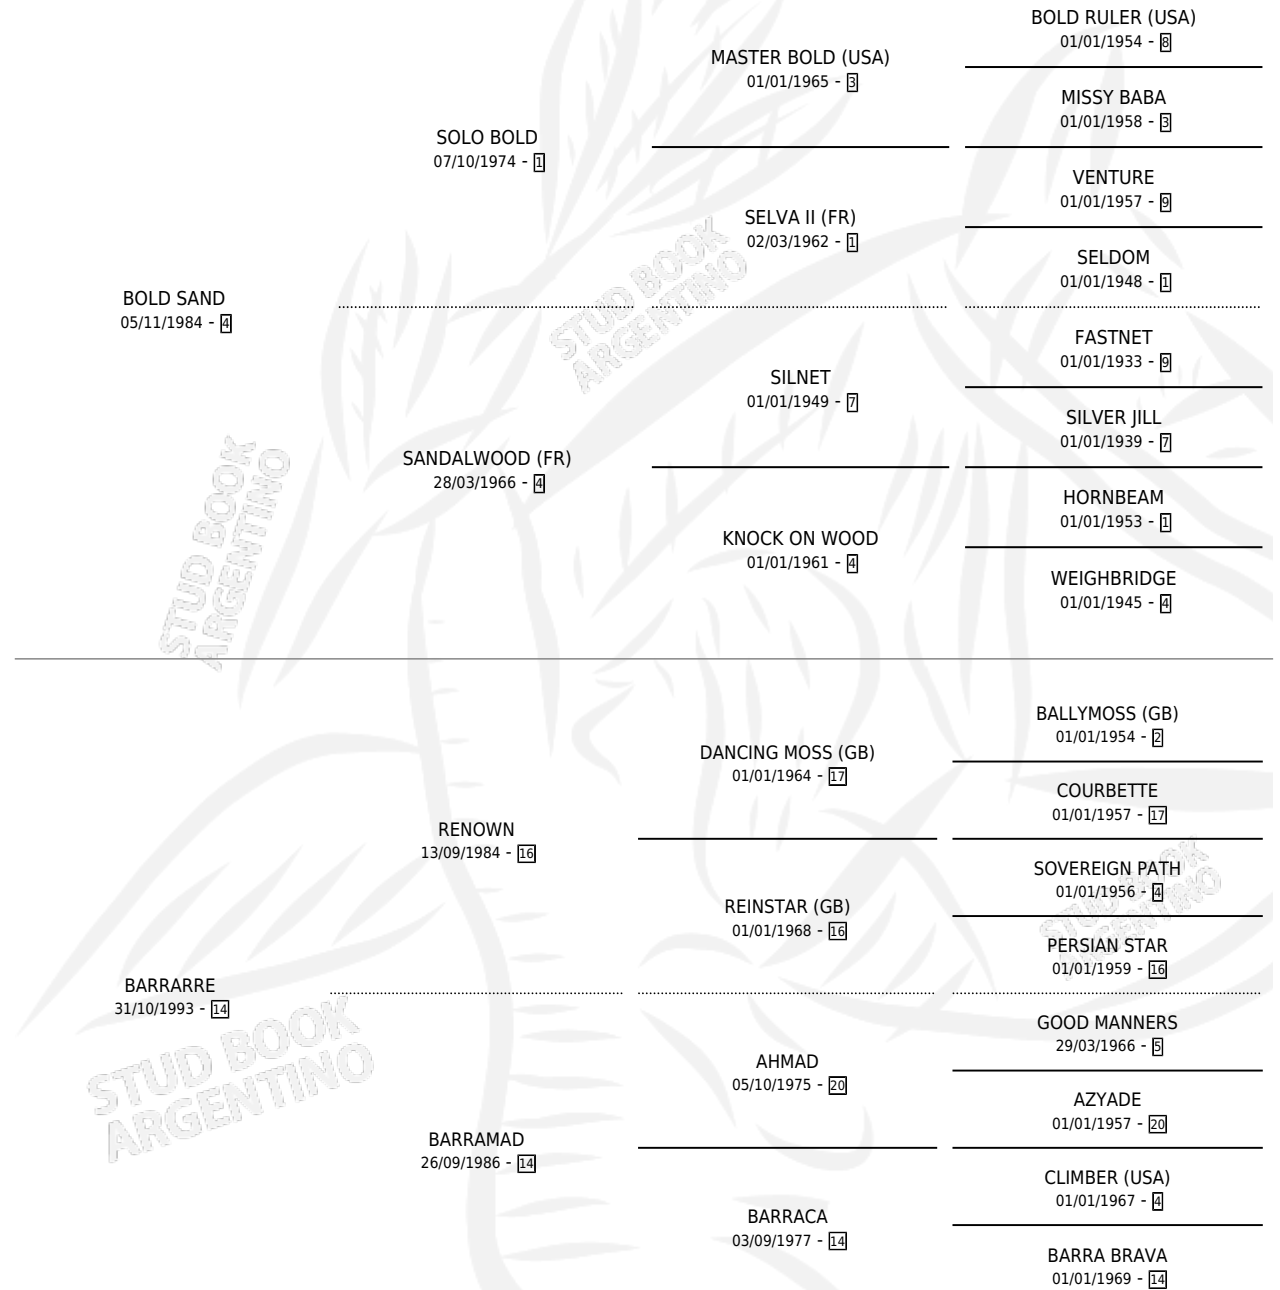 BOLD RULER (USA)
01/01/1954 - 8
MASTER BOLD (USA)
01/01/1965 - 3
MISSY BABA
01/01/1958 - 3
SOLO BOLD
07/10/1974 - 1
VENTURE
01/01/1957 - 9
SELVA II (FR)
02/03/1962 - 1
SELDOM
01/01/1948 - 1
BOLD SAND
05/11/1984 - 4
STUD BOOK
ARGENTINO
FASTNET
01/01/1933 - 9
SILNET
01/01/1949 - 7
SILVER JILL
01/01/1939 - 7
SANDALWOOD (FR)
28/03/1966 - 4
HORNBEAM
01/01/1953 - 1
KNOCK ON WOOD
01/01/1961 - 4
WEIGHBRIDGE
01/01/1945 - 4
STUD BOOK
ARGENTINO
BALLYMOSS (GB)
01/01/1954 - 2
DANCING MOSS (GB)
01/01/1964 - 17
COURBETTE
01/01/1957 - 17
RENOWN
13/09/1984 - 16
SOVEREIGN PATH
01/01/1956 - 4
REINSTAR (GB)
01/01/1968 - 16
PERSIAN STAR
01/01/1959 - 16
STUD BOOK
ARGENTINO
BARRARRE
31/10/1993 - 14
GOOD MANNERS
29/03/1966 - 5
AHMAD
05/10/1975 - 20
AZYADE
01/01/1957 - 20
STUD BOOK
ARGENTINO
BARRAMAD
26/09/1986 - 14
CLIMBER (USA)
01/01/1967 - 4
BARRACA
03/09/1977 - 14
BARRA BRAVA
01/01/1969 - 14